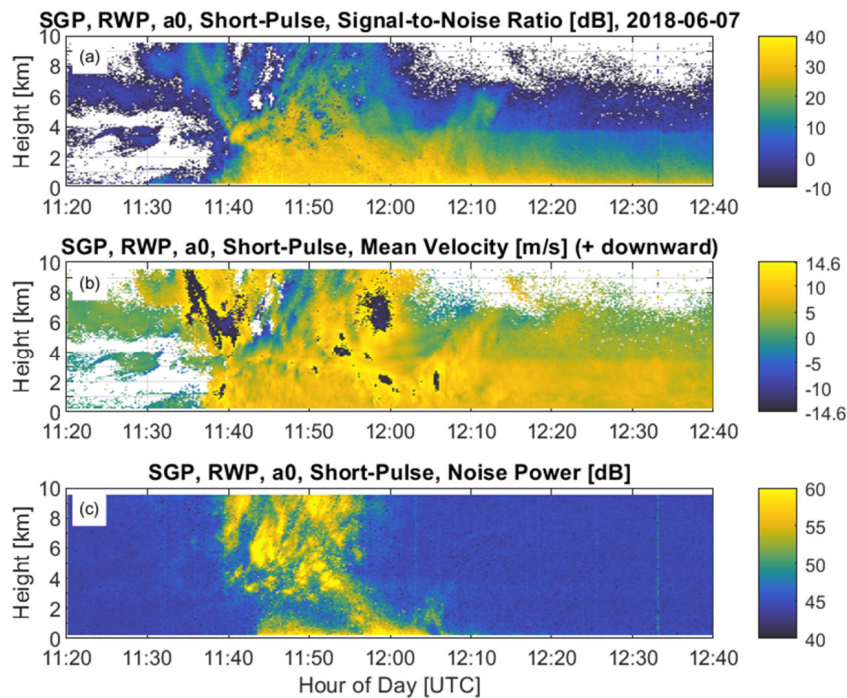 SGP, RWP, a0, Short-Pulse, Signal-to-Noise Ratio [dB], 2018-06-07
(a)
Height [km]
10
8
6
4
2
0
11:20 11:30 11:40 11:50 12:00 12:10 12:20 12:30 12:40
40
30
20
10
0
-10
SGP, RWP, a0, Short-Pulse, Mean Velocity [m/s] (+ downward)
(b)
Height [km]
10
8
6
4
2
0
11:20 11:30 11:40 11:50 12:00 12:10 12:20 12:30 12:40
14.6
10
5
0
-5
-10
-14.6
SGP, RWP, a0, Short-Pulse, Noise Power [dB]
(c)
Height [km]
10
8
6
4
2
0
11:20 11:30 11:40 11:50 12:00 12:10 12:20 12:30 12:40
60
55
50
45
40
Hour of Day [UTC]